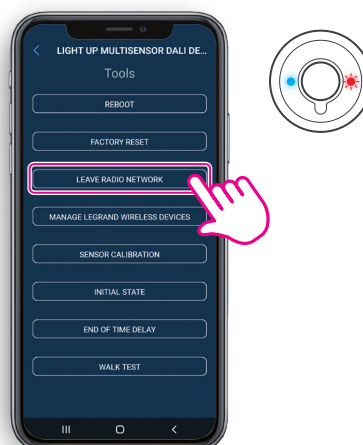 LIGHT UP MULTISENSOR DALI DE...
Tools
REBOOT
FACTORY RESET
LEAVE RADIO NETWORK
MANAGE LEGRAND WIRELESS DEVICES
SENSOR CALIBRATION
INITIAL STATE
END OF TIME DELAY
WALK TEST